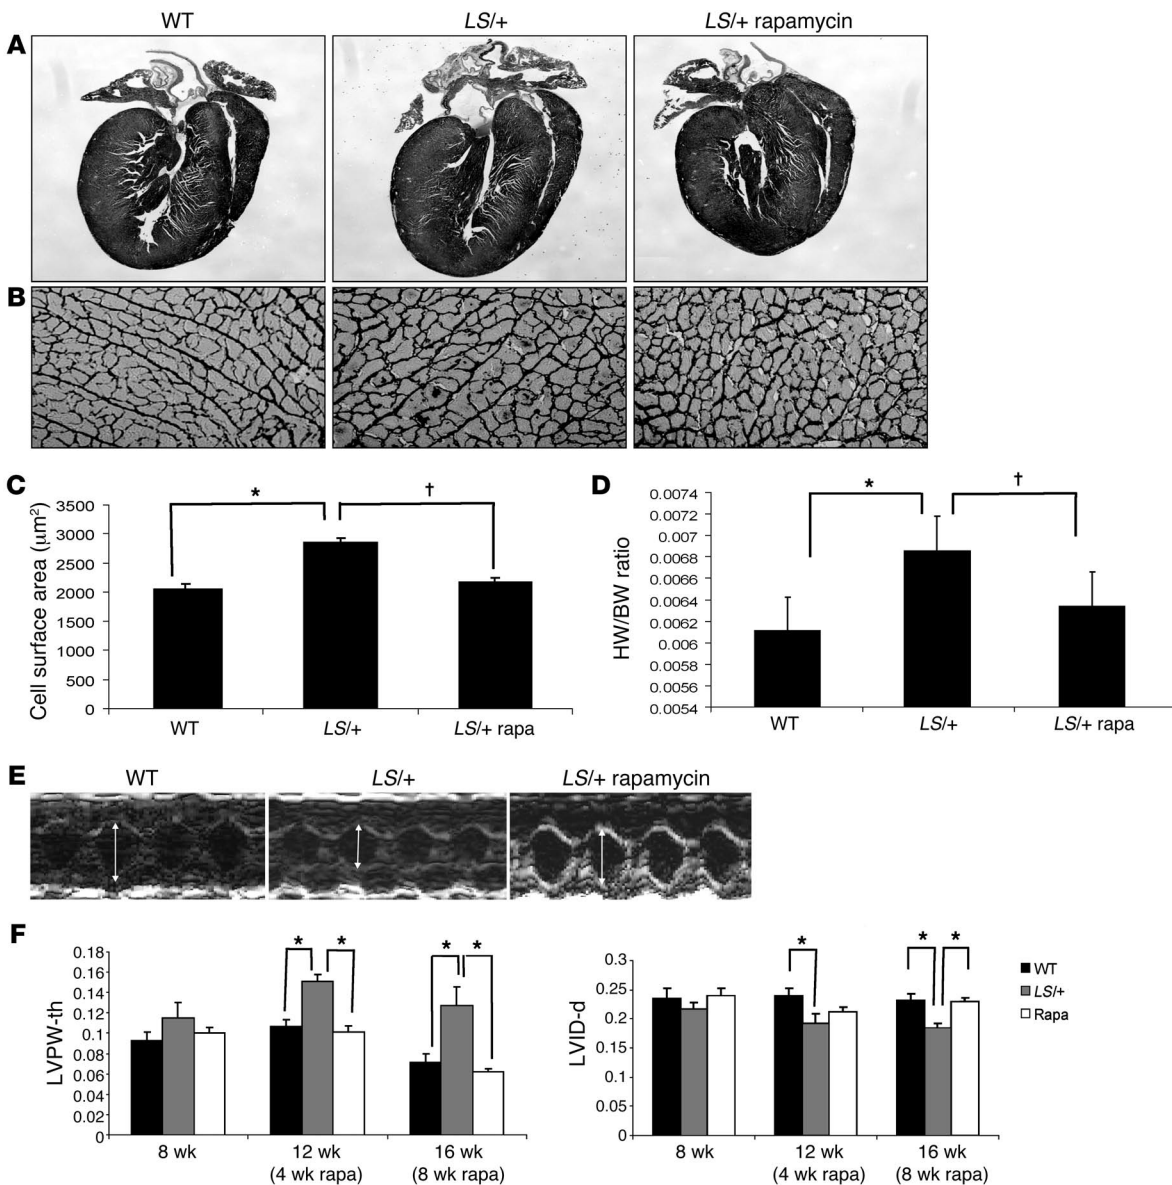 WT LS/+ LS/+ rapamycin
A
B
C
Cell surface area (μm²)
3500
3000
2500
2000
1500
1000
500
0
* †
WT LS/+ LS/+ rapa
D
HW/BW ratio
0.0074
0.0072
0.007
0.0068
0.0066
0.0064
0.0062
0.006
0.0058
0.0056
0.0054
* †
WT LS/+ LS/+ rapa
E
WT LS/+ LS/+ rapamycin
F
LVPW-th
0.18
0.16
0.14
0.12
0.1
0.08
0.06
0.04
0.02
0
* * * *
8 wk 12 wk 16 wk
(4 wk rapa) (8 wk rapa)
LVID-d
0.3
0.25
0.2
0.15
0.1
0.05
0
* * *
8 wk 12 wk 16 wk
(4 wk rapa) (8 wk rapa)
WT
LS/+
Rapa